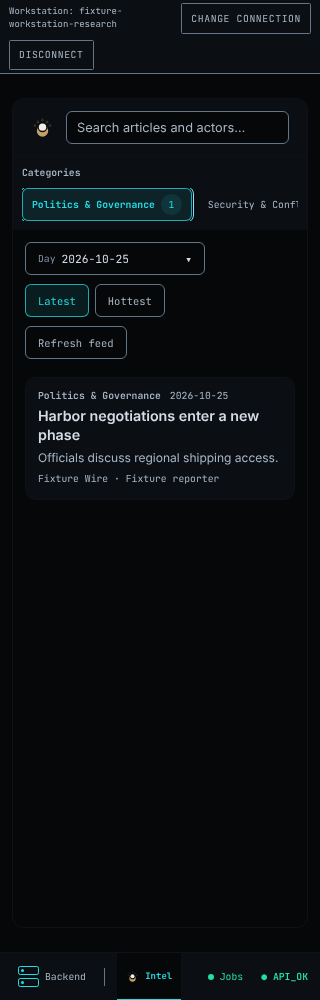 Workstation: fixture-
workstation-research
CHANGE CONNECTION
DISCONNECT
Search articles and actors...
Categories
Politics & Governance 1
Day 2026-10-25
Latest
Hottest
Refresh feed
Politics & Governance 2026-10-25
Harbor negotiations enter a new
phase
Officials discuss regional shipping access.
Fixture Wire · Fixture reporter
Backend
Intel
Jobs
API_OK